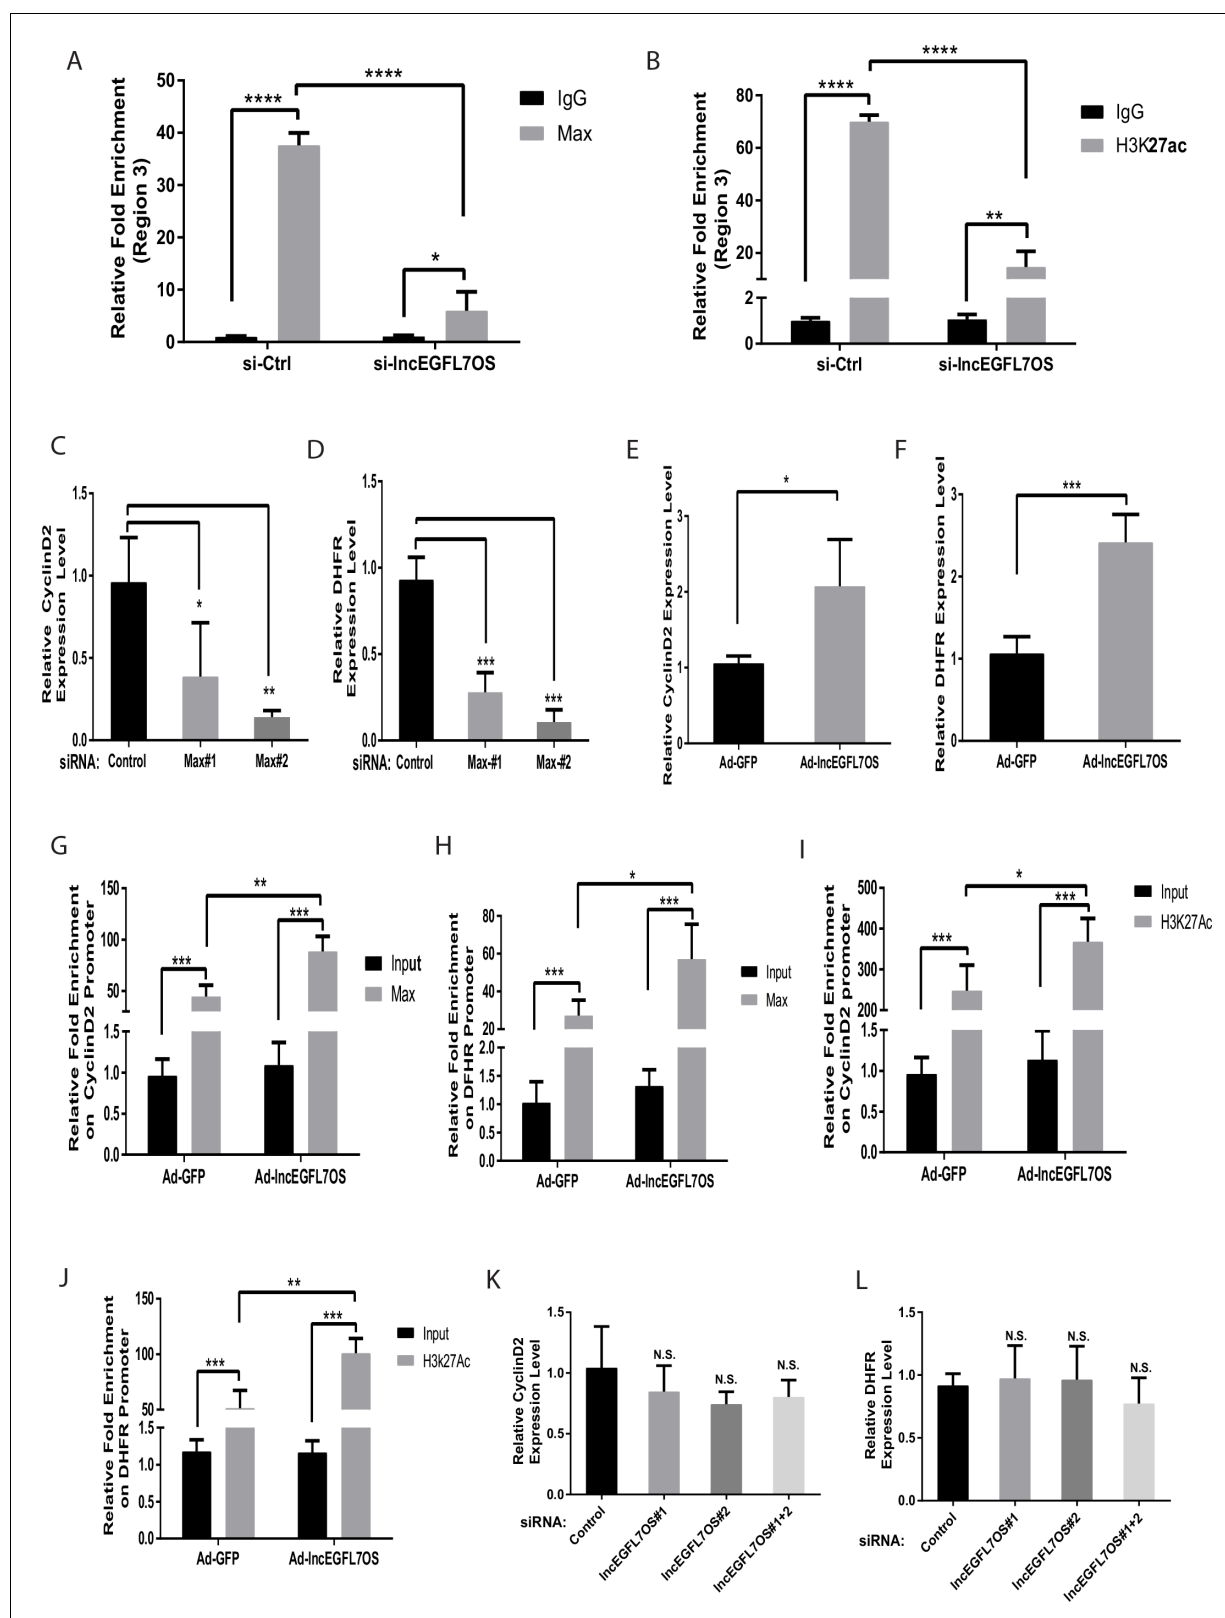 A
Relative Fold Enrichment
(Region 3)
50
40
30
20
10
0
****
****
*
IgG
Max
si-Ctrl
si-lncEGFL7OS
B
Relative Fold Enrichment
(Region 3)
80
60
40
20
2
0
****
****
**
IgG
H3K27ac
si-Ctrl
si-lncEGFL7OS
C
Relative CyclinD2
Expression Level
1.5
1.0
0.5
0.0
*
**
siRNA: Control Max#1 Max#2
D
Relative DHFR
Expression Level
1.5
1.0
0.5
0.0
***
***
siRNA: Control Max-#1 Max-#2
E
Relative CyclinD2 Expression Level
3
2
1
0
*
Ad-GFP Ad-lncEGFL7OS
F
Relative DHFR Expression Level
3
2
1
0
***
Ad-GFP Ad-lncEGFL7OS
G
Relative Fold Enrichment
on CyclinD2 Promoter
150
100
50
1.5
1.0
0.5
0.0
**
***
***
Input
Max
Ad-GFP Ad-lncEGFL7OS
H
Relative Fold Enrichment
on DFHR Promoter
80
60
40
20
2.0
1.5
1.0
0.5
0.0
*
***
***
Input
Max
Ad-GFP Ad-lncEGFL7OS
I
Relative Fold Enrichment
on CyclinD2 promoter
500
400
300
200
1.5
1.0
0.5
0.0
*
***
***
Input
H3K27Ac
Ad-GFP Ad-lncEGFL7OS
J
Relative Fold Enrichment
on DHFR Promoter
150
100
50
1.5
1.0
0.5
0.0
**
***
***
Input
H3k27Ac
Ad-GFP Ad-lncEGFL7OS
K
Relative CyclinD2
Expression Level
1.5
1.0
0.5
0.0
N.S.
N.S.
N.S.
siRNA:
Control
lncEGFL7OS#1
lncEGFL7OS#2
lncEGFL7OS#1+2
L
Relative DHFR
Expression Level
1.5
1.0
0.5
0.0
N.S.
N.S.
N.S.
siRNA:
Control
lncEGFL7OS#1
lncEGFL7OS#2
lncEGFL7OS#1+2